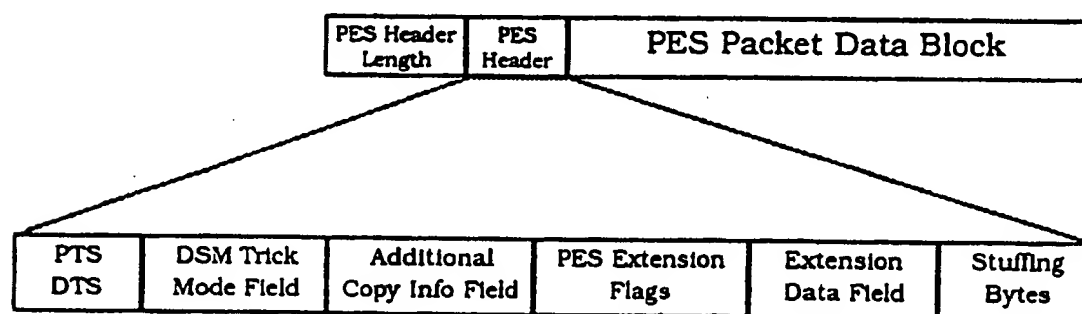 PES Header PES PES Packet Data Block
Length Header
PTS DSM Trick Additional PES Extension Extension Stuffing
DTS Mode Field Copy Info Field Flags Data Field Bytes